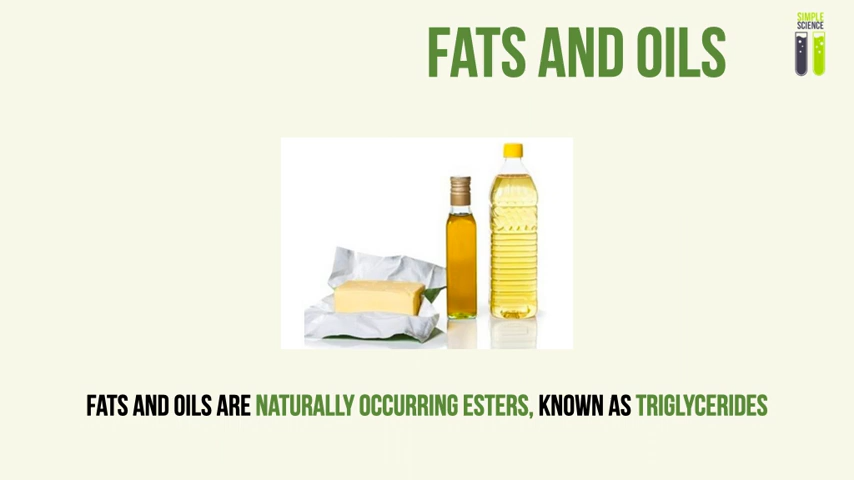 FATS AND OILS
SIMPLE
SCIENCE
FATS AND OILS ARE NATURALLY OCCURRING ESTERS, KNOWN AS TRIGLYCERIDES